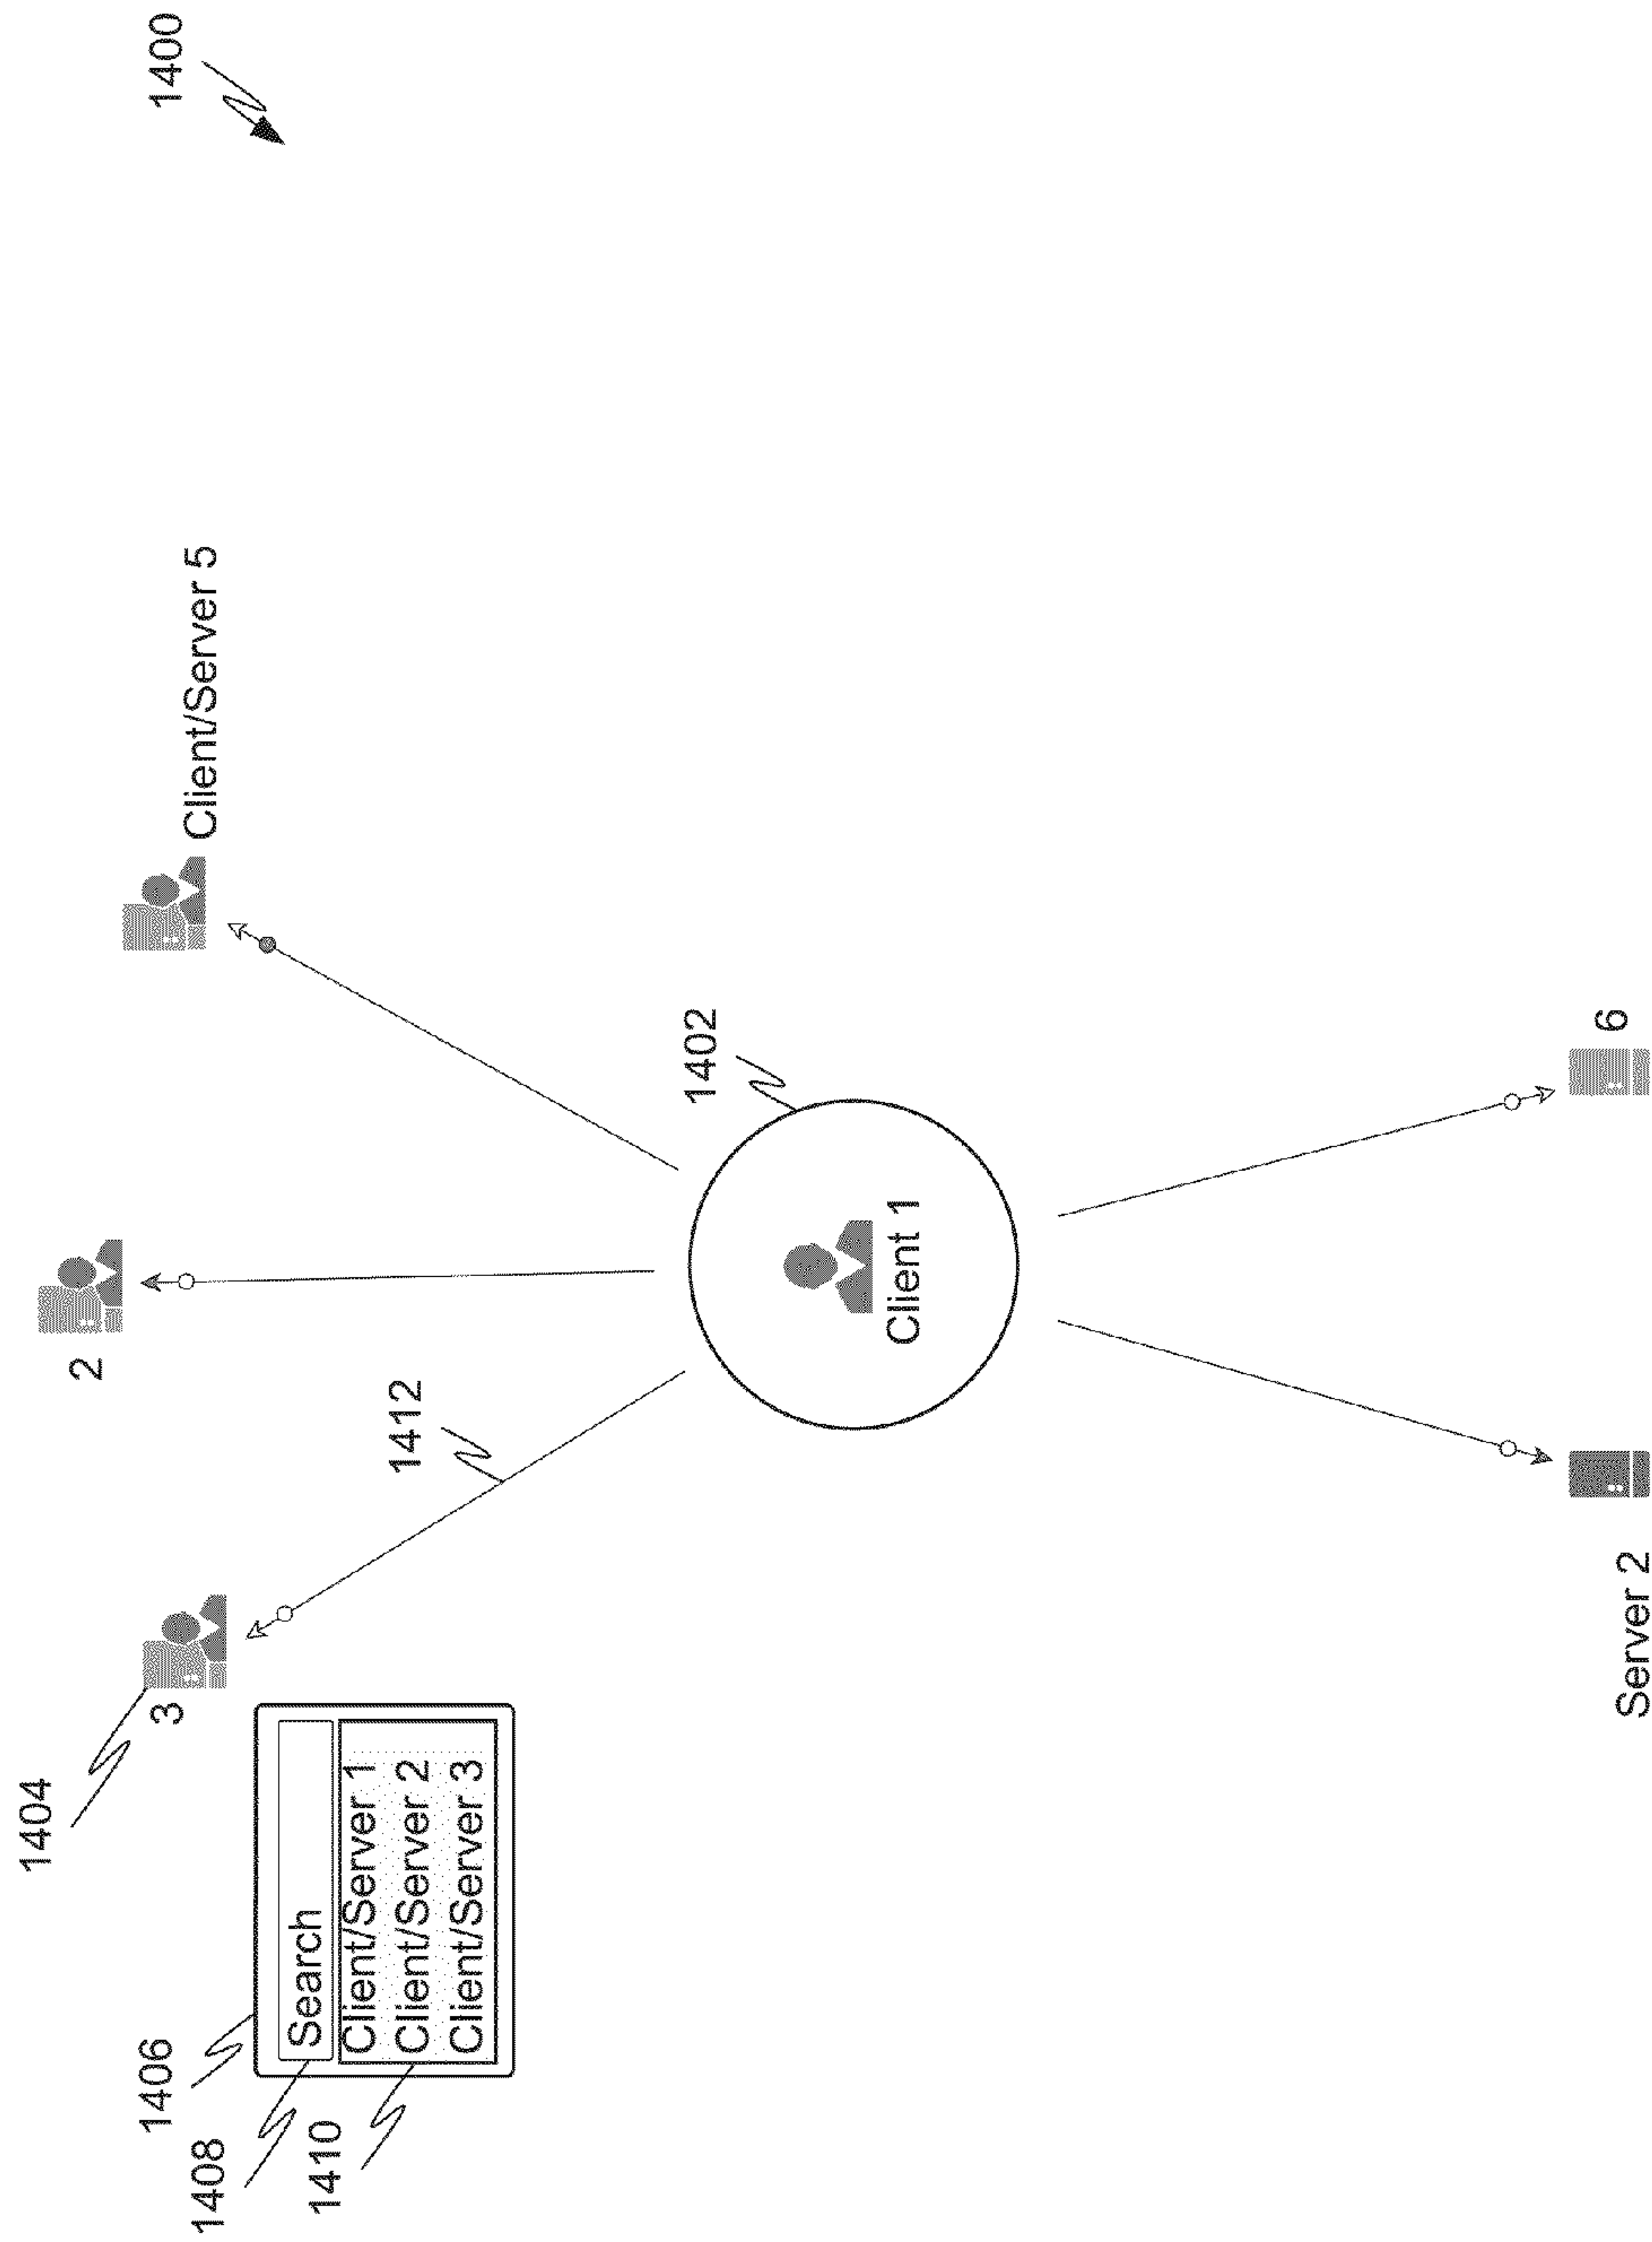 1400
1404
3
2
Client/Server 5
1406
1408
1410
Search
Client/Server 1
Client/Server 2
Client/Server 3
1412
1402
Client 1
Server 2
6